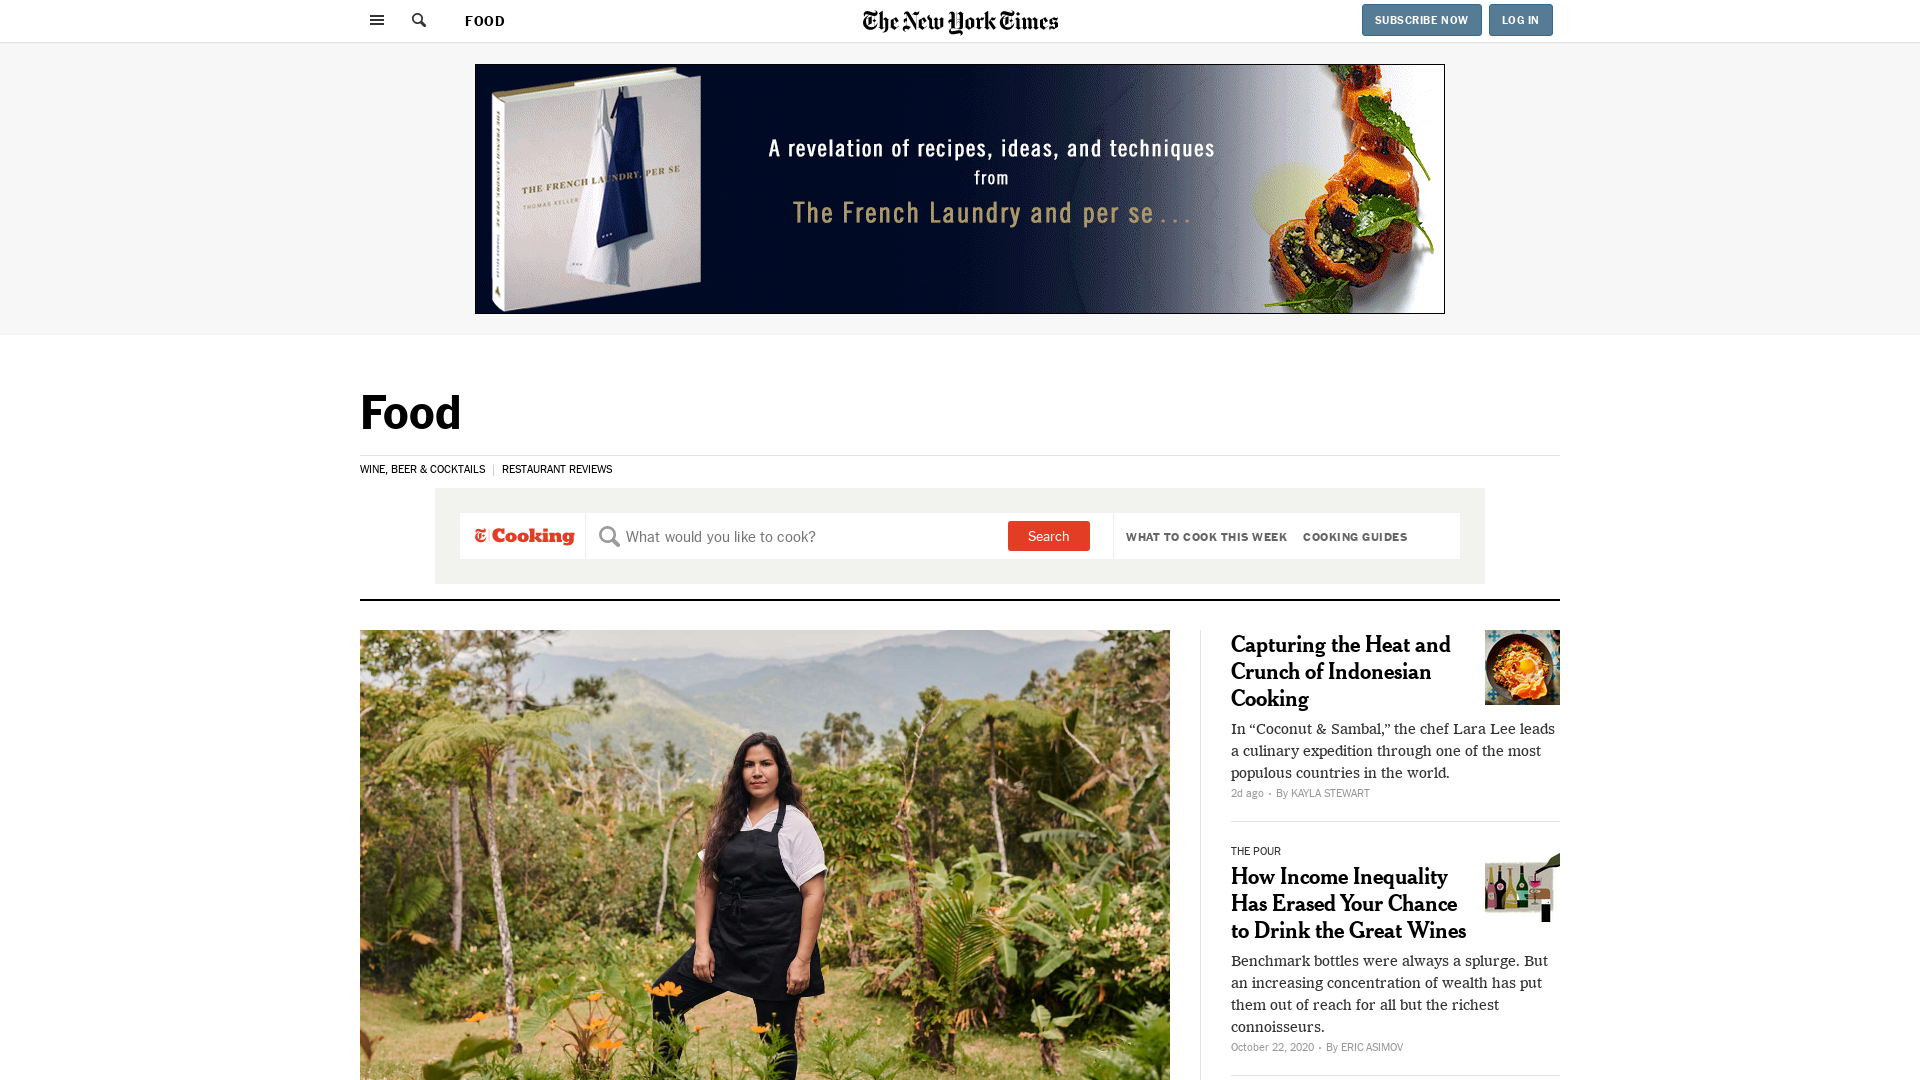 FOOD
The New York Times
SUBSCRIBE NOW
LOG IN
THE FRENCH LAUNDRY, PER SE
THOMAS KELLER
A revelation of recipes, ideas, and techniques
from
The French Laundry and per se . . .
Food
WINE, BEER & COCKTAILS
RESTAURANT REVIEWS
T Cooking
What would you like to cook?
Search
WHAT TO COOK THIS WEEK
COOKING GUIDES
Capturing the Heat and
Crunch of Indonesian
Cooking
In “Coconut & Sambal,” the chef Lara Lee leads
a culinary expedition through one of the most
populous countries in the world.
2d ago • By KAYLA STEWART
THE POUR
How Income Inequality
Has Erased Your Chance
to Drink the Great Wines
Benchmark bottles were always a splurge. But
an increasing concentration of wealth has put
them out of reach for all but the richest
connoisseurs.
October 22, 2020 • By ERIC ASIMOV